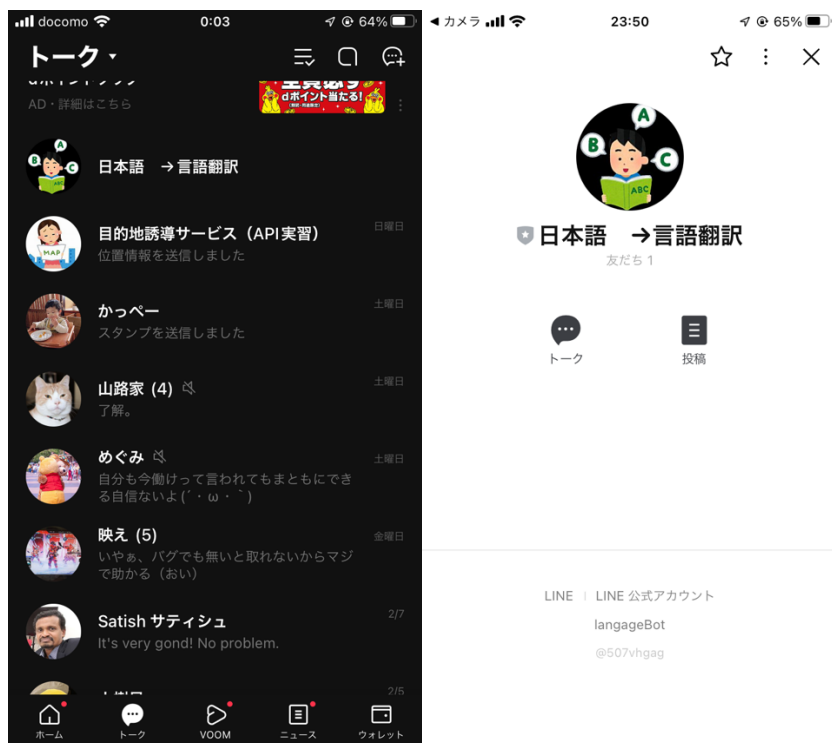 docomo 0:03 64%
トーク
AD・詳細はこちら
全員必ず
dポイント当たる!
A
B
C
ABC
日本語 →言語翻訳
MAP
目的地誘導サービス（API実習）
日曜日
位置情報を送信しました
かっぺー
土曜日
スタンプを送信しました
山路家 (4)
土曜日
了解。
めぐみ
土曜日
自分も今働けって言われてもまともにでき
る自信ないよ(´・ω・｀)
映え (5)
金曜日
いやぁ、バグでも無いと取れないからマジ
で助かる（おい）
Satish サティシュ
2/7
It's very gond! No problem.
2/5
ホーム
トーク
VOOM
ニュース
ウォレット
カメラ 23:50 65%
A
B
C
ABC
日本語 →言語翻訳
友だち 1
トーク
投稿
LINE | LINE 公式アカウント
langageBot
@507vhgag